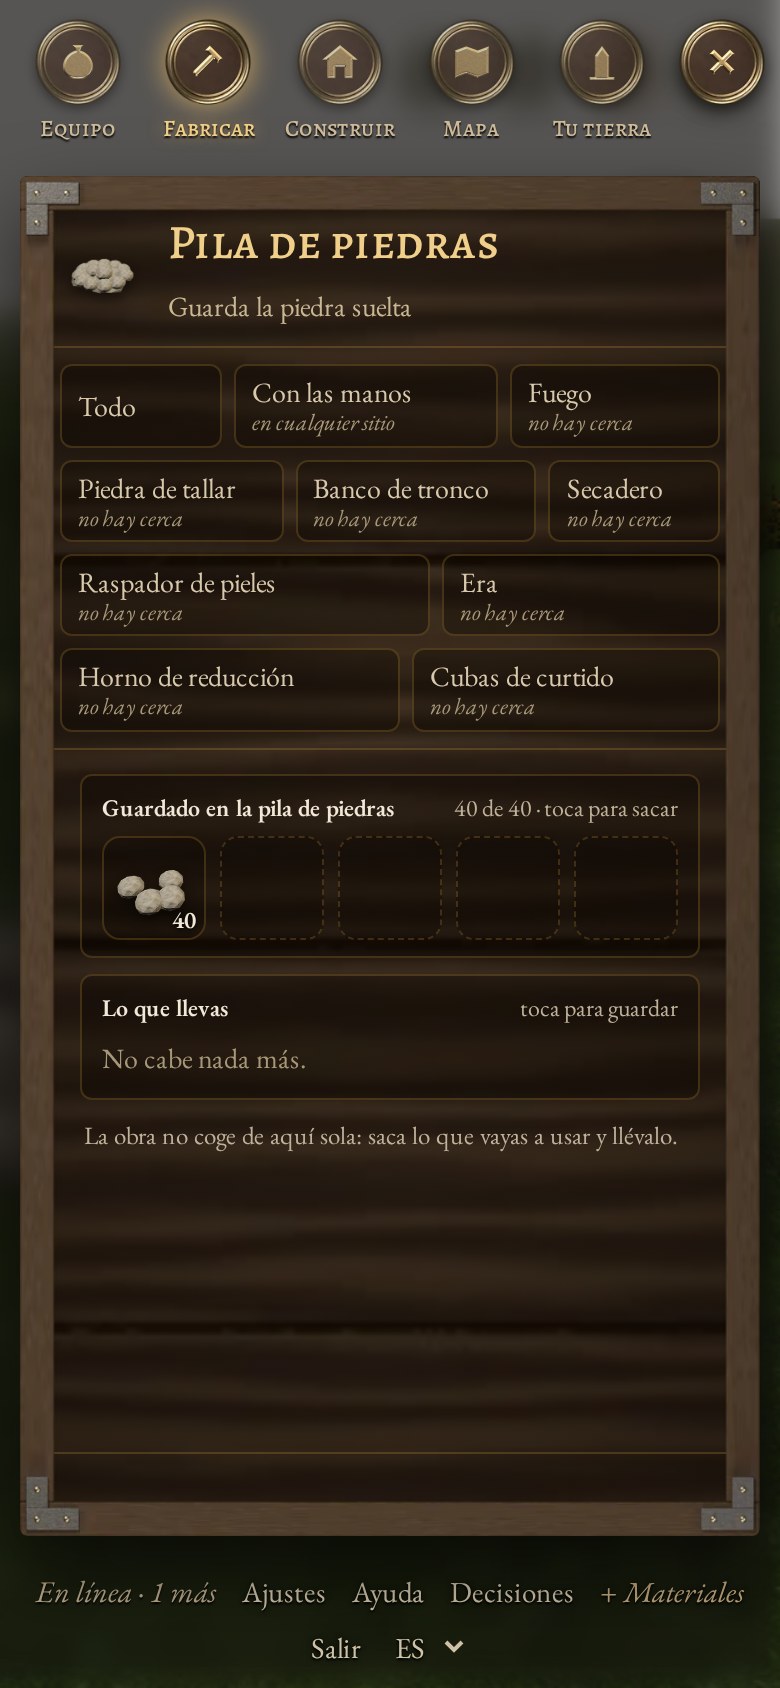 Equipo Fabricar Construir Mapa Tu tierra
Pila de piedras
Guarda la piedra suelta
Todo
Con las manos
en cualquier sitio
Fuego
no hay cerca
Piedra de tallar
no hay cerca
Banco de tronco
no hay cerca
Secadero
no hay cerca
Raspador de pieles
no hay cerca
Era
no hay cerca
Horno de reducción
no hay cerca
Cubas de curtido
no hay cerca
Guardado en la pila de piedras 40 de 40 · toca para sacar
40
Lo que llevas toca para guardar
No cabe nada más.
La obra no coge de aquí sola: saca lo que vayas a usar y llévalo.
En línea · 1 más Ajustes Ayuda Decisiones + Materiales
Salir ES